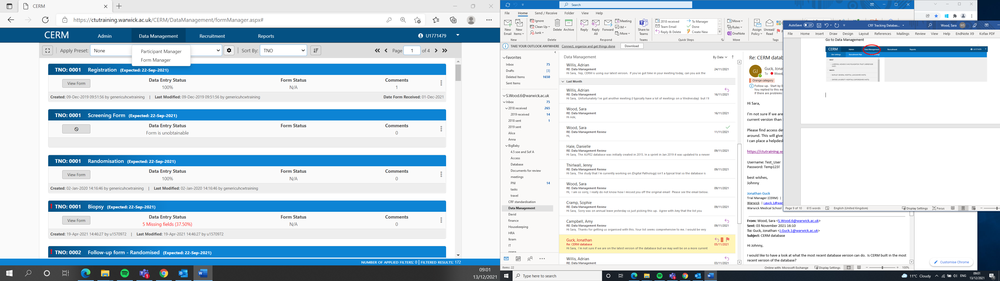 CERM
https://ctutraining.warwick.ac.uk/CERM/DataManagement/formManager.aspx#
CERM Admin Data Management Recruitment Reports U1771479
Apply Preset: None Sort By: TNO Page 1 of 4
Participant Manager
Form Manager
TNO: 0001 Registration (Expected: 22-Sep-2021)
Data Entry Status Form Status Comments
View Form 100% N/A 1
Created: 09-Dec-2019 09:51:56 by genericuhcwtraining | Last Modified: 09-Dec-2019 09:51:56 by genericuhcwtraining Date Form Received: 01-Dec-2021
TNO: 0001 Screening Form (Expected: 22-Sep-2021)
Data Entry Status Form Status Comments
Form is unobtainable 0
TNO: 0001 Randomisation (Expected: 22-Sep-2021)
Data Entry Status Form Status Comments
View Form 100% N/A 0
Created: 02-Jan-2020 14:16:46 by genericuhcwtraining | Last Modified: 02-Jan-2020 14:16:46 by genericuhcwtraining
! TNO: 0001 Biopsy (Expected: 22-Sep-2021)
Data Entry Status Form Status Comments
View Form 5 Missing fields (37.50%) N/A 0
Created: 19-Apr-2021 14:46:27 by u1570972 | Last Modified: 19-Apr-2021 14:46:27 by u1570972
! TNO: 0002 Follow-up form - Randomised (Expected: 22-Sep-2021)
NUMBER OF APPLIED FILTERS: 0 | FILTERED RESULTS: 172
09:01
13/12/2021
Search
File Home Send / Receive Folder View Help
New Email
New Items
New
Ignore
Clean Up
Junk
Delete
Archive
Delete
Reply
Reply All
Forward
Meeting
IM
More
Respond
Share to Teams
Teams
2018 received
Team Email
Reply & Delete
To Manager
Done
Create New
Quick Steps
Move
Rules
OneNote
Move
Assign Policy
Unread/ Read
Tags
TAKE YOUR OUTLOOK ANYWHERE Connect, organize and get things done Download
Favorites
Inbox 75
Drafts [3]
Deleted Items 1650
Sent Items
S.Wood.6@warwick.ac.uk
Inbox 75
2018 received 265
2019 received 14
2018 sent 1
2019 sent
Alice
Anna
BigBaby
4.5 soe and Sof A
Access
Database
Documents for review
meetings
PNI 14
tasks
travel
CRF standardisation
Data Management
David
finance
Housekeeping
HRA
Ikram
IT
opera
Items: 22
Data Management By Date
Willis, Adrian
RE: Data Management 24/11/2021
Hi Sara, Yep, CERM is using our latest version. If you've got time in your meeting today, can you ask the
Last Month
Willis, Adrian
RE: Data Management 16/11/2021
Hi Sara, Unfortunately I've got another meeting (I typically have a lot of meetings on a Wednesday) but I'll
Wood, Sara
RE: Data Management 16/11/2021
Hi Ade,
Wood, Sara
RE: Data Management Review 11/11/2021
Hi,
Hale, Danielle
RE: Data Management Review 09/11/2021
Hi Sara, The ALIFE2 database was initially created in 2015. In a sprint in Jan 2019 it was updated to a newer
Thirlwall, Jenny
RE: Data Management Review 09/11/2021
Hi Sara, The study that I'm currently working on (Digital Pathology) isn't a typical trial so the database is
Wood, Sara
RE: Data Management Review 09/11/2021
Hi, I am so sorry, I really do not know how I missed you off the original email! Please see the email below.
Cramp, Sophie
RE: Data Management Review 09/11/2021
Hi Sara, Sorry was on annual leave yesterday so just picking this up. Agree with Amy that the list you
Campbell, Amy
RE: Data Management Review 09/11/2021
Hi Sara, Thanks for getting us organised with this. Your list seems comprehensive to me. I would be very
Guck, Jonathan
Re: CERM database 05/11/2021
Hi Sara, I'm not sure if we are on the latest version of the database but we may well be on a more current
Willis, Adrian
RE: Data Management 03/11/2021
Re: CERM datab
GJ
Guck, Jonat
To Wood,
Orange category
Follow up. Start by 0
You replied to this me
If there are problems
Hi Sara,
I'm not sure if we are
current version than
Please find access det
around. This will give
I can place a helpdesk
https://ctutraining.w
Username: Test_User
Password: Temp123!
best wishes,
Johnny
Jonathan Guck
Trial Manager (CERM) |
Warwick | j.guck.1@war
Warwick Medical School
From: Wood, Sara <S.Wood.6@warwick.ac.uk>
Sent: 03 November 2021 16:10
To: Guck, Jonathan <J.Guck.1@warwick.ac.uk>
Subject: CERM database
Hi Johnny,
I would like to have a look at what the most recent database version can do. Is CERM built in the most
recent version of the database?
Online with: Microsoft Exchange Display Settings 100%
AutoSave Off CRF Tracking Databas... Wood, Sara WS
File Home Insert Draw Design Layout References Mailings Review View Help EndNote X9 Kofax PDF
Go to Data Management
CERM Admin Data Management Recruitment Reports U1771479
Site Settings Recruitment Plan
LIVERPOOL WOMEN'S NHS FOUNDATION TRUST (MERSEYSIDE
BURNLEY GENERAL HOSPITAL (LANCASHIRE NHSTS)
OXFORD UNIVERSITY HOSPITALS (OXFORDSHIRE NHSTS)
Page 9 of 10 615 words English (United Kingdom) Display Settings Focus
Customise Chrome
Type here to search
11°C Cloudy ENG
09:01
13/12/2021